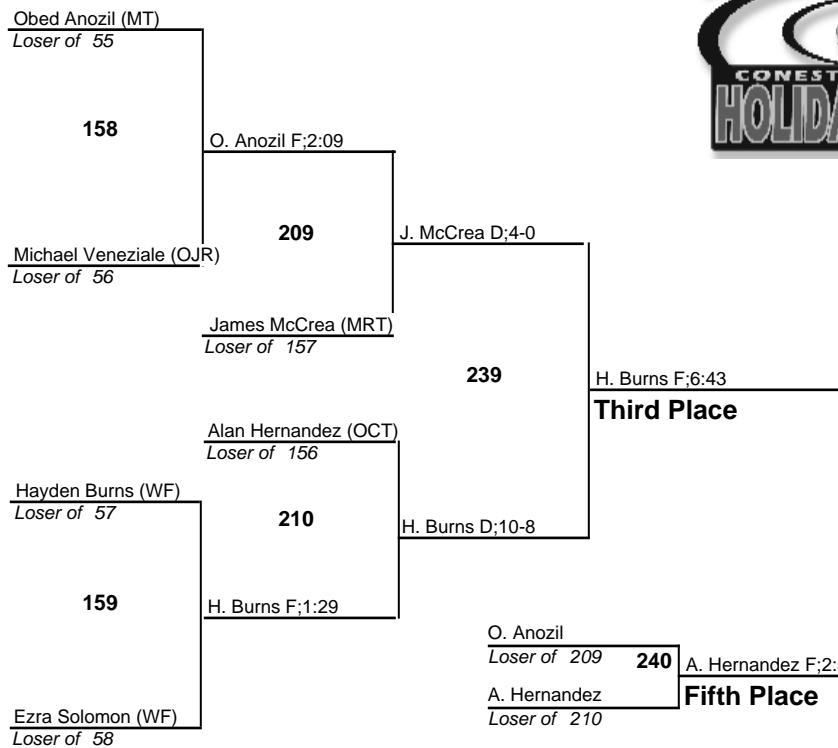 Obed Anozil (MT)
Loser of 55
158
O. Anozil F;2:09
209
J. McCrea D;4-0
Michael Veneziale (OJR)
Loser of 56
James McCrea (MRT)
Loser of 157
239
H. Burns F;6:43
Third Place
Alan Hernandez (OCT)
Loser of 156
Hayden Burns (WF)
Loser of 57
210
H. Burns D;10-8
159
H. Burns F;1:29
O. Anozil
Loser of 209
240
A. Hernandez F;2:
Fifth Place
A. Hernandez
Loser of 210
Ezra Solomon (WF)
Loser of 58